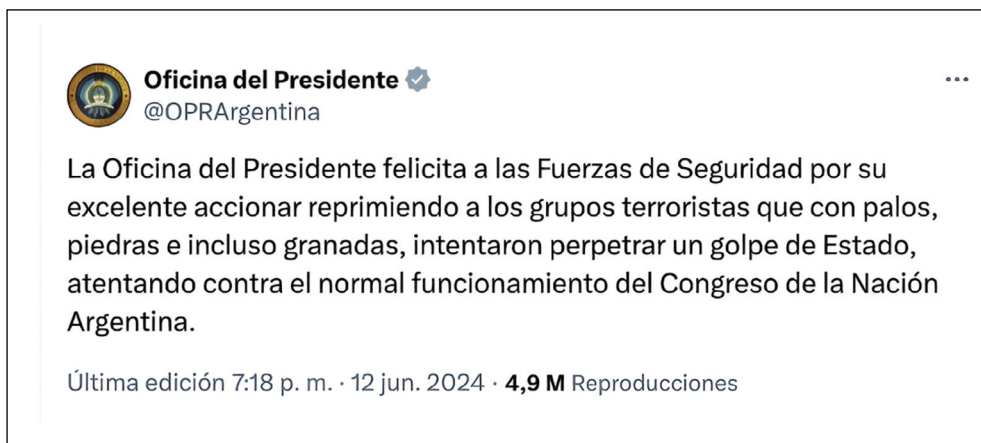 Oficina del Presidente
@OPRArgentina
La Oficina del Presidente felicita a las Fuerzas de Seguridad por su
excelente accionar reprimiendo a los grupos terroristas que con palos,
piedras e incluso granadas, intentaron perpetrar un golpe de Estado,
atentando contra el normal funcionamiento del Congreso de la Nación
Argentina.
Última edición 7:18 p. m. · 12 jun. 2024 · 4,9 M Reproducciones